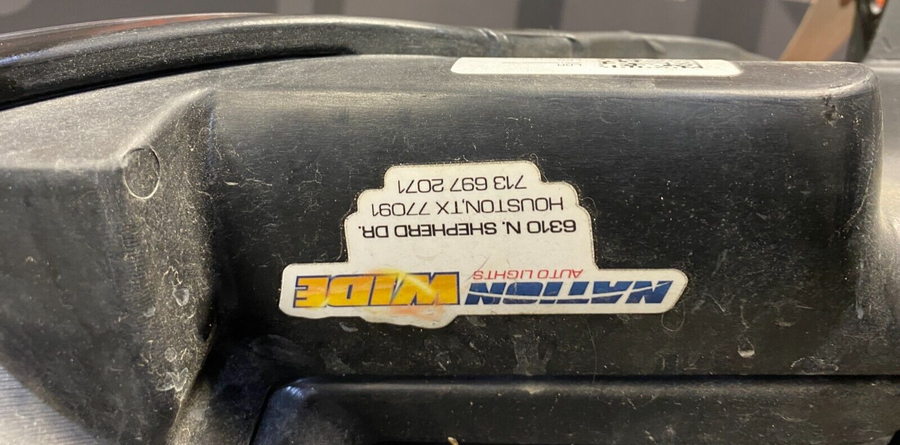 NATION WIDE
AUTO LIGHTS
6310 N. SHEPHERD DR.
HOUSTON,TX 77091
713 697 2071